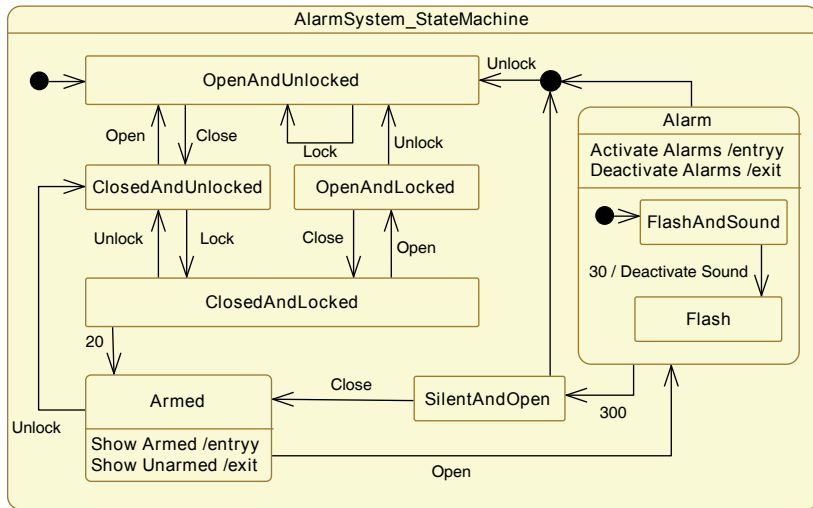 AlarmSystem_StateMachine
Unlock
OpenAndUnlocked
Alarm
Open
Close
Lock
Unlock
Activate Alarms /entryy
Deactivate Alarms /exit
ClosedAndUnlocked
OpenAndLocked
FlashAndSound
Unlock
Lock
Close
Open
30 / Deactivate Sound
ClosedAndLocked
Flash
20
Armed
Close
SilentAndOpen
300
Unlock
Show Armed /entryy
Show Unarmed /exit
Open